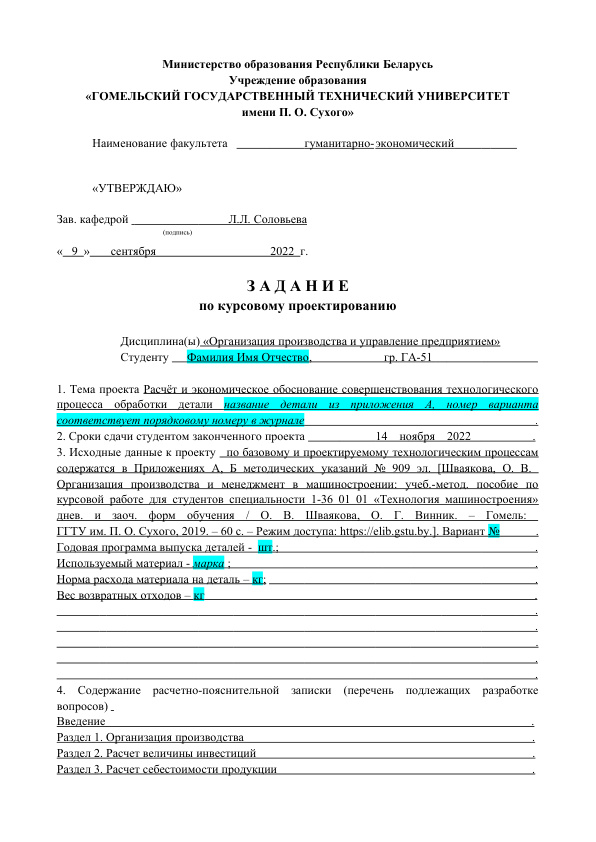 Министерство образования Республики Беларусь
Учреждение образования
«ГОМЕЛЬСКИЙ ГОСУДАРСТВЕННЫЙ ТЕХНИЧЕСКИЙ УНИВЕРСИТЕТ
имени П. О. Сухого»
Наименование факультета гуманитарно-экономический
«УТВЕРЖДАЮ»
Зав. кафедрой Л.Л. Соловьева
(подпись)
« 9 » сентября 2022 г.
З А Д А Н И Е
по курсовому проектированию
Дисциплина(ы) «Организация производства и управление предприятием»
Студенту Фамилия Имя Отчество, гр. ГА-51
1. Тема проекта Расчёт и экономическое обоснование совершенствования технологического
процесса обработки детали название детали из приложения А, номер варианта
соответствует порядковому номеру в журнале .
2. Сроки сдачи студентом законченного проекта 14 ноября 2022 .
3. Исходные данные к проекту по базовому и проектируемому технологическим процессам
содержатся в Приложениях А, Б методических указаний № 909 эл. [Шваякова, О. В.
Организация производства и менеджмент в машиностроении: учеб.-метод. пособие по
курсовой работе для студентов специальности 1-36 01 01 «Технология машиностроения»
днев. и заоч. форм обучения / О. В. Шваякова, О. Г. Винник. – Гомель:
ГГТУ им. П. О. Сухого, 2019. – 60 с. – Режим доступа: https://elib.gstu.by.]. Вариант № .
Годовая программа выпуска деталей - шт.; .
Используемый материал - марка ; .
Норма расхода материала на деталь – кг; .
Вес возвратных отходов – кг .
.
.
.
.
.
4. Содержание расчетно-пояснительной записки (перечень подлежащих разработке
вопросов)
Введение .
Раздел 1. Организация производства .
Раздел 2. Расчет величины инвестиций .
Раздел 3. Расчет себестоимости продукции .